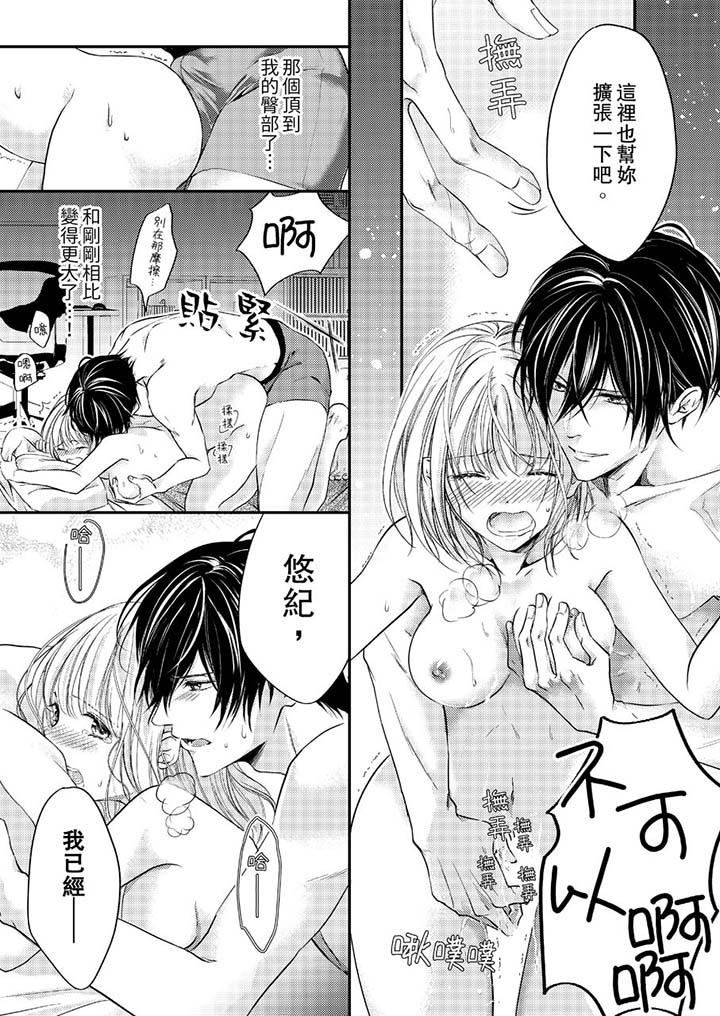 撫弄
這裡也幫妳
擴張一下吧。
不可以
啊啊
撫弄
撫弄
撫弄
撫弄
啾噗噗
那個頂到
我的臀部了…
啊
別在那摩擦…
和剛剛相比
變得更大了…!
緊貼
噫
嗯啊
揉揉
揉揉
悠紀，
哈—
哈—
我已經—